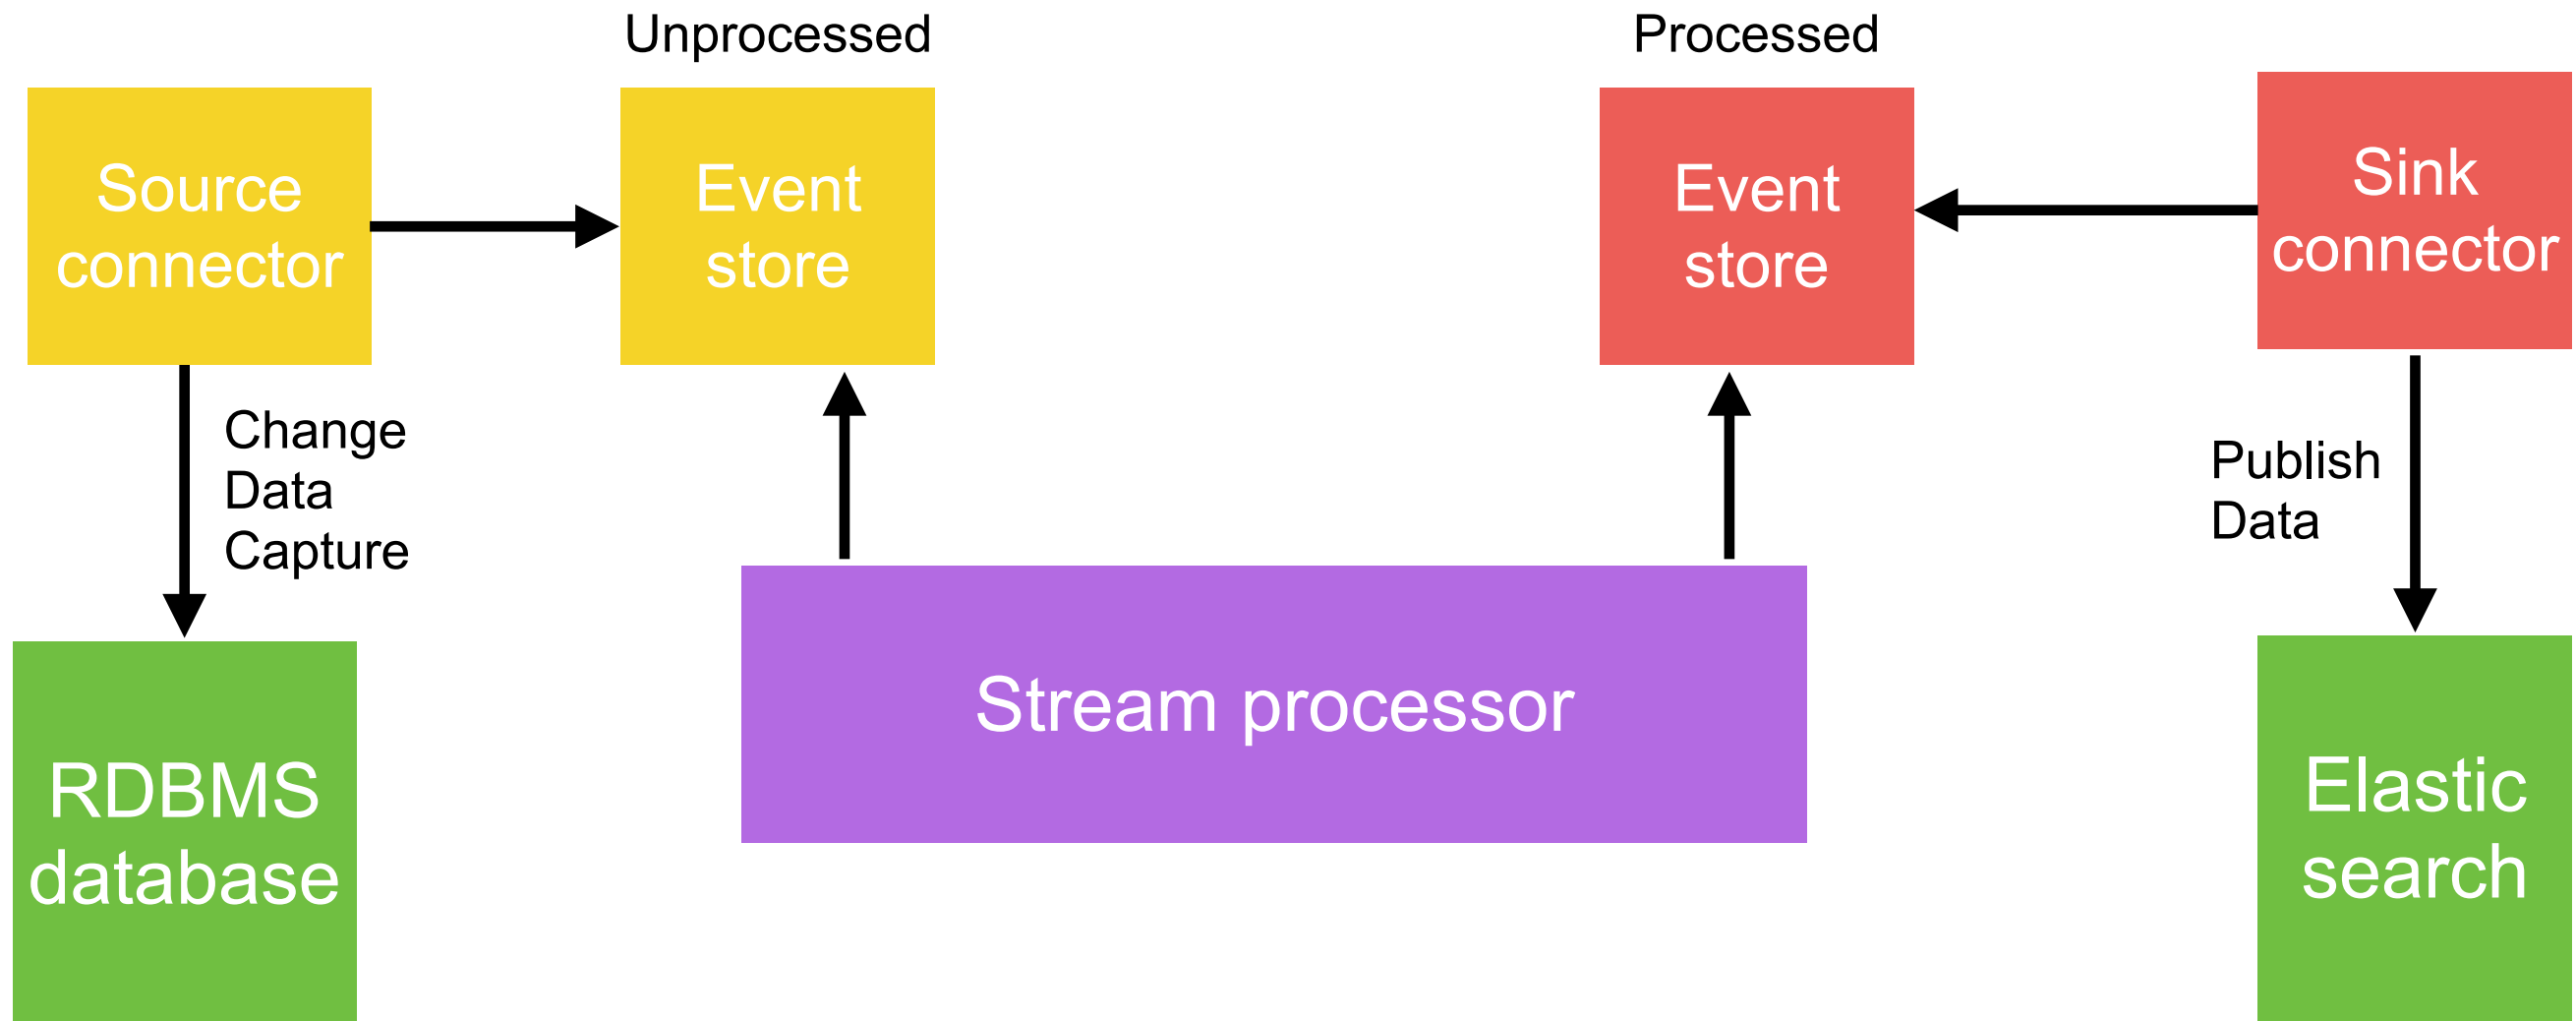 Unprocessed
Processed
Source
connector
Event
store
Event
store
Sink
connector
Change
Data
Capture
Publish
Data
Stream processor
RDBMS
database
Elastic
search